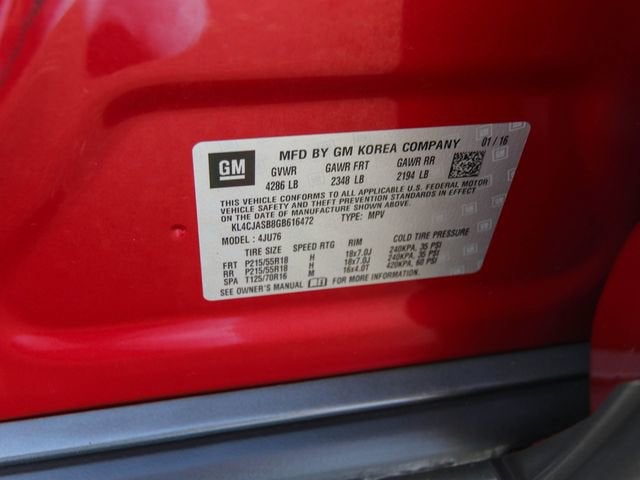 GM
MFD BY GM KOREA COMPANY 01 / 16
GVWR GAWR FRT GAWR RR
4286 LB 2348 LB 2194 LB
THIS VEHICLE CONFORMS TO ALL APPLICABLE U.S. FEDERAL MOTOR
VEHICLE SAFETY AND THEFT PREVENTION STANDARDS IN EFFECT ON
THE DATE OF MANUFACTURE SHOWN ABOVE.
KL4CJASB8GB616472 TYPE: MPV
MODEL : 4JU76
TIRE SIZE SPEED RTG RIM COLD TIRE PRESSURE
FRT P215/55R18 H 18x7.0J 240KPA, 35 PSI
RR P215/55R18 H 18x7.0J 240KPA, 35 PSI
SPA T125/70R16 M 16x4.0T 420KPA, 60 PSI
SEE OWNER'S MANUAL FOR MORE INFORMATION.